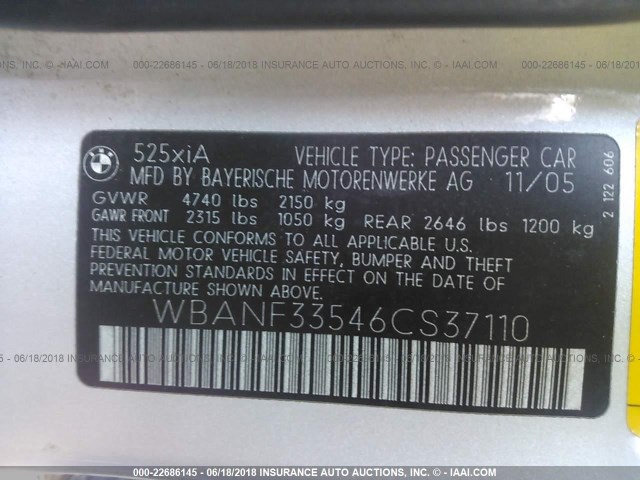 000-22686145 - 06/18/2018 INSURANCE AUTO AUCTIONS, INC. - © IAAI.COM
525xiA VEHICLE TYPE: PASSENGER CAR
MFD BY BAYERISCHE MOTORENWERKE AG 11/05
GVWR 4740 lbs 2150 kg
GAWR FRONT 2315 lbs 1050 kg REAR 2646 lbs 1200 kg
THIS VEHICLE CONFORMS TO ALL APPLICABLE U.S.
FEDERAL MOTOR VEHICLE SAFETY, BUMPER AND THEFT
PREVENTION STANDARDS IN EFFECT ON THE DATE OF
MANUFACTURE SHOWN ABOVE.
WBANF33546CS37110
2 122 606
000-22686145 - 06/18/2018 INSURANCE AUTO AUCTIONS, INC. - © IAAI.COM